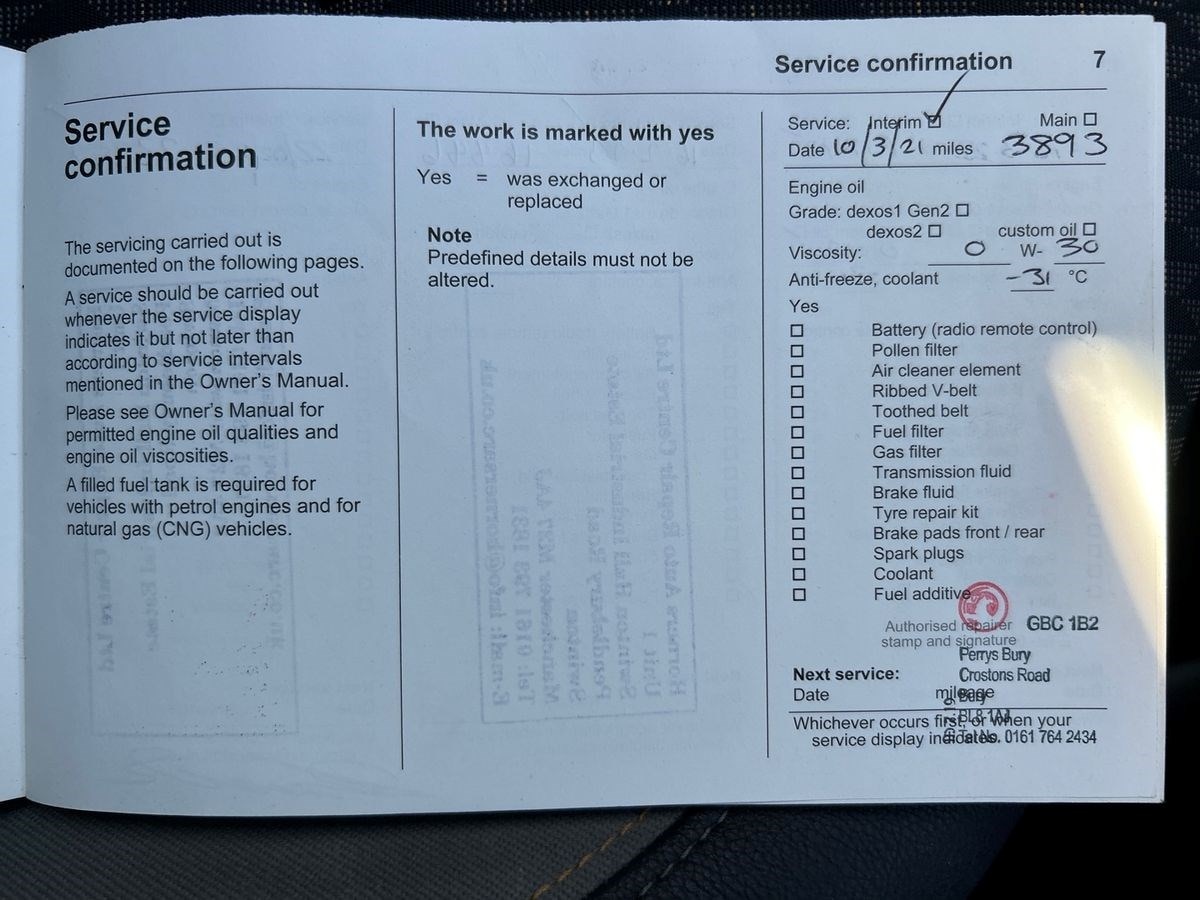 Service confirmation 7
Service
confirmation
The servicing carried out is
documented on the following pages.
A service should be carried out
whenever the service display
indicates it but not later than
according to service intervals
mentioned in the Owner's Manual.
Please see Owner's Manual for
permitted engine oil qualities and
engine oil viscosities.
A filled fuel tank is required for
vehicles with petrol engines and for
natural gas (CNG) vehicles.
The work is marked with yes
Yes = was exchanged or
replaced
Note
Predefined details must not be
altered.
Service: Interim ☑ Main ☐
Date 10/3/21 miles 3893
Engine oil
Grade: dexos1 Gen2 ☐
dexos2 ☐ custom oil ☐
Viscosity: 0 W- 30
Anti-freeze, coolant -31 °C
Yes
☐ Battery (radio remote control)
☐ Pollen filter
☐ Air cleaner element
☐ Ribbed V-belt
☐ Toothed belt
☐ Fuel filter
☐ Gas filter
☐ Transmission fluid
☐ Brake fluid
☐ Tyre repair kit
☐ Brake pads front / rear
☐ Spark plugs
☐ Coolant
☐ Fuel additive
Authorised repairer
stamp and signature
GBC 1B2
Perrys Bury
Crostons Road
Bury
BL8 1AJ
Tel No. 0161 764 2434
Next service:
Date mileage
Whichever occurs first, or when your
service display indicates.